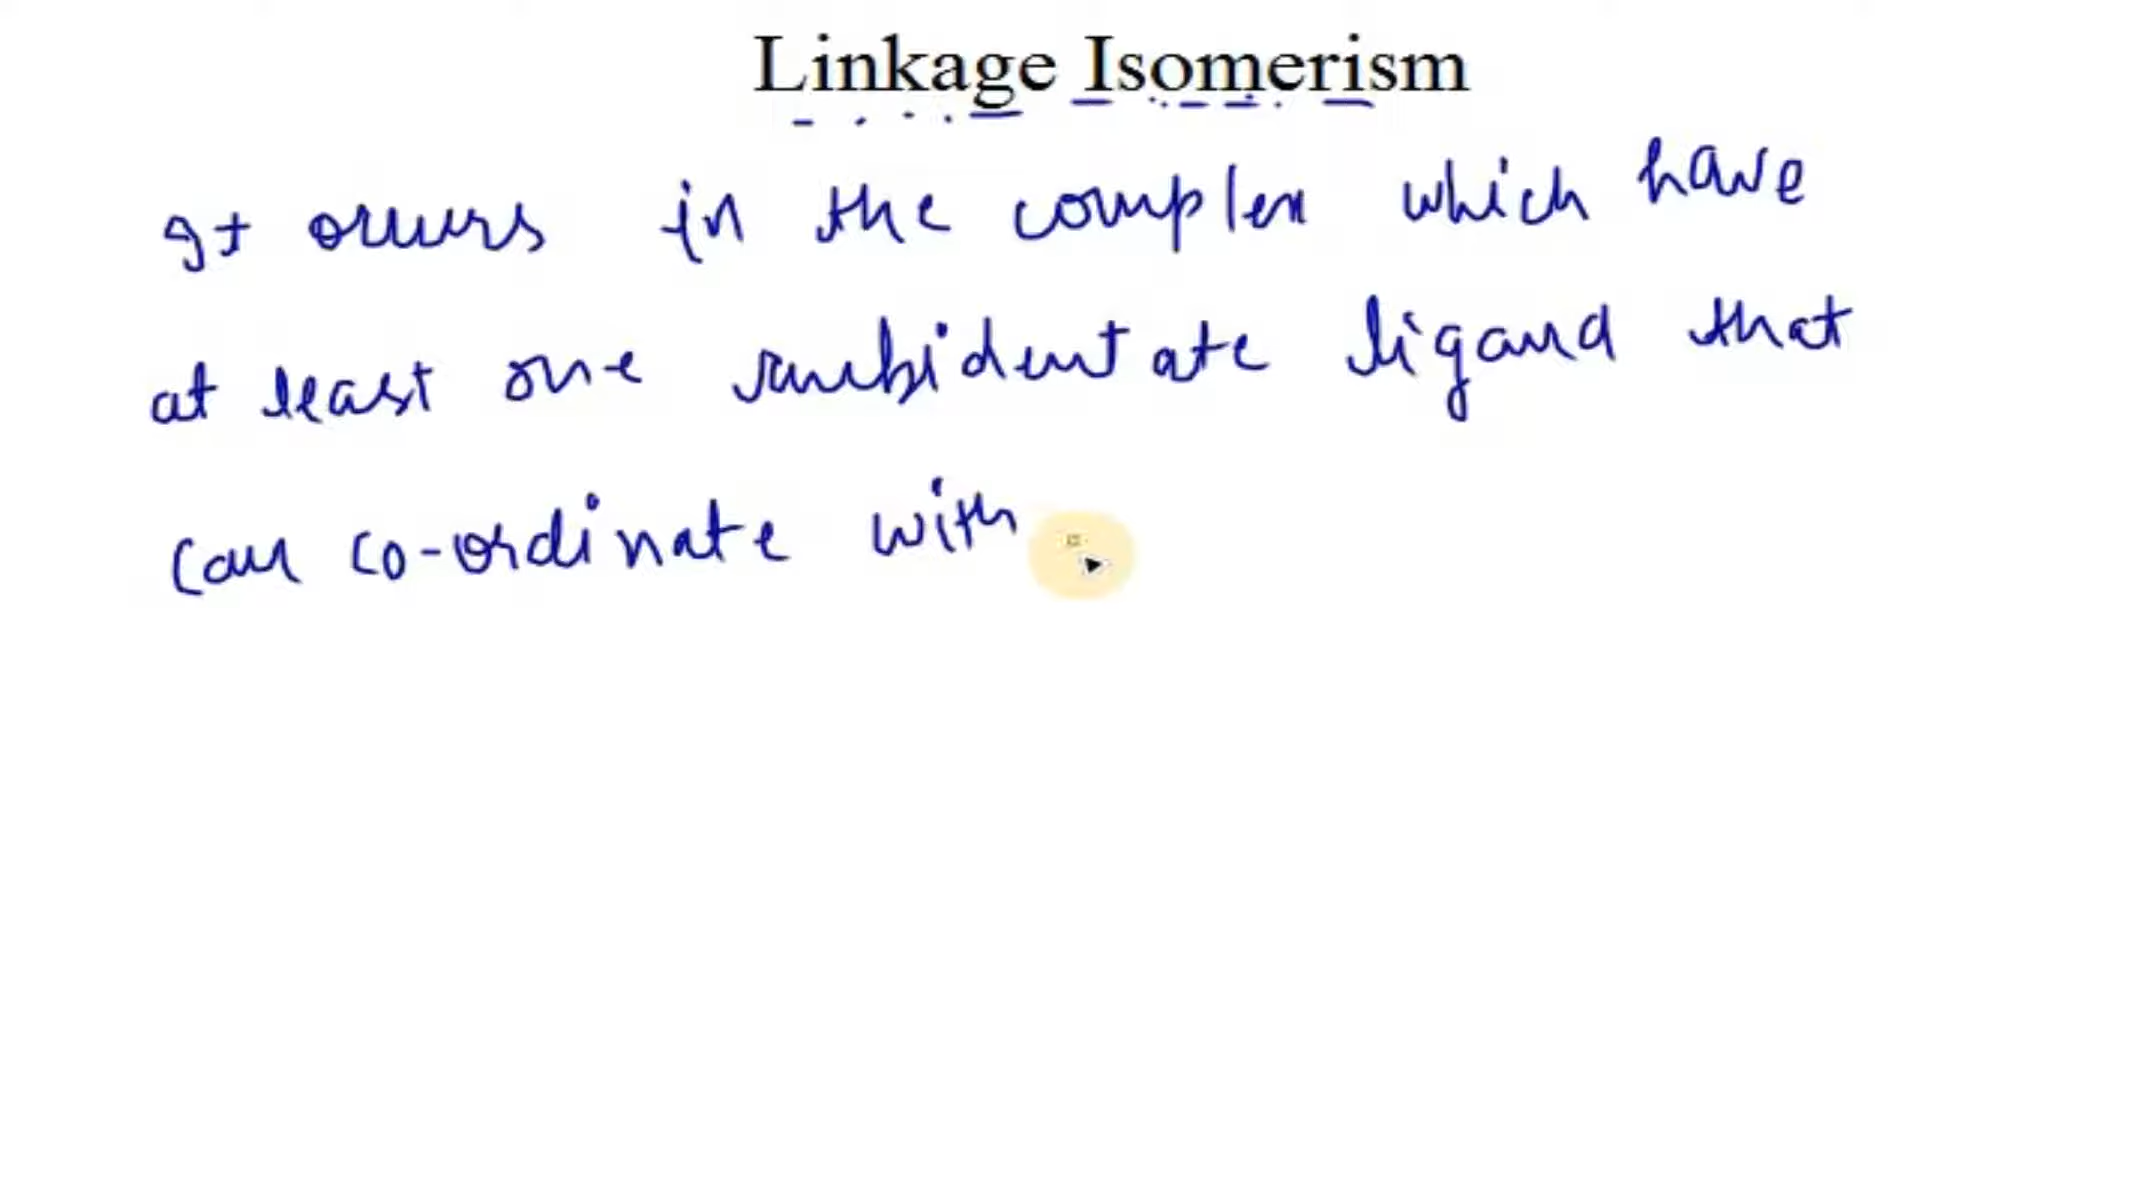 Linkage Isomerism
It occurs in the complex which have
at least one ambidentate ligand that
can co-ordinate with